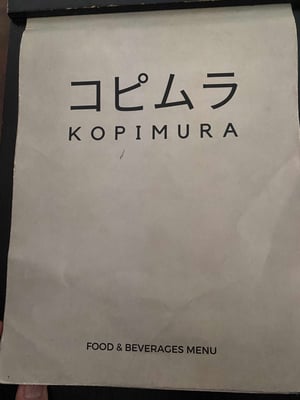 コピムラ
KOPIMURA
FOOD & BEVERAGES MENU